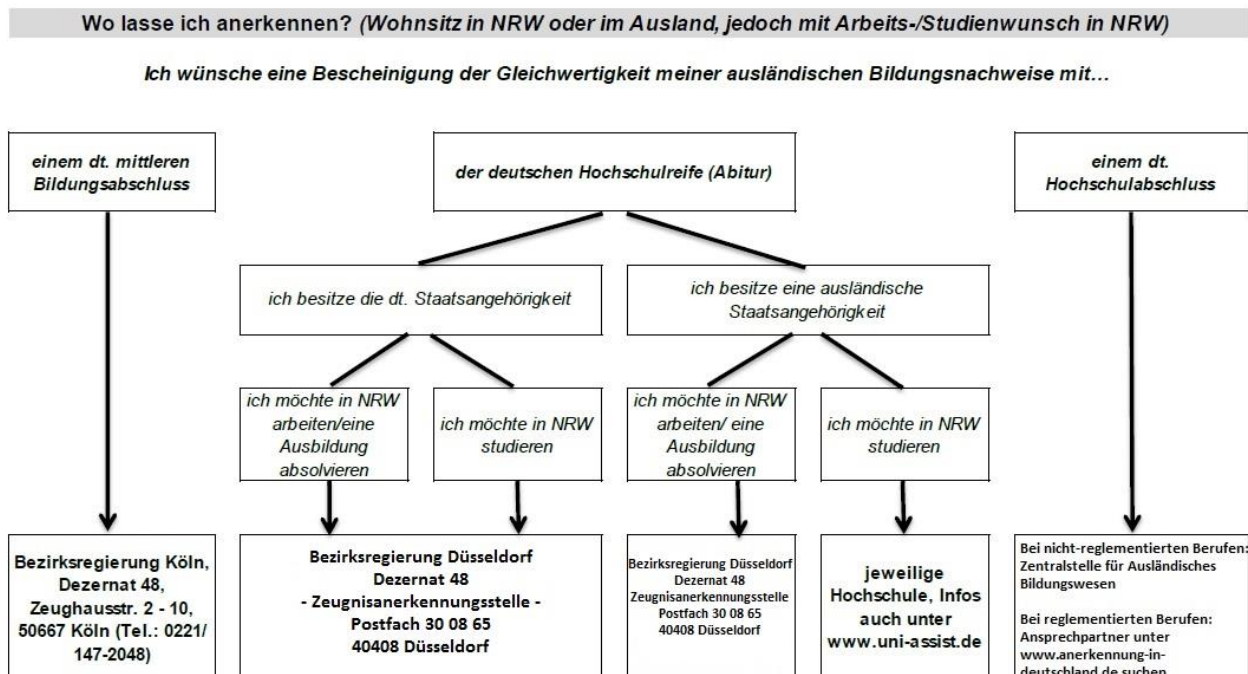 Wo lasse ich anerkennen? (Wohnsitz in NRW oder im Ausland, jedoch mit Arbeits-/Studienwunsch in NRW)
Ich wünsche eine Bescheinigung der Gleichwertigkeit meiner ausländischen Bildungsnachweise mit…
einem dt. mittleren
Bildungsabschluss
der deutschen Hochschulreife (Abitur)
einem dt.
Hochschulabschluss
ich besitze die dt. Staatsangehörigkeit
ich besitze eine ausländische
Staatsangehörigkeit
ich möchte in NRW
arbeiten/eine
Ausbildung
absolvieren
ich möchte in NRW
studieren
ich möchte in NRW
arbeiten/ eine
Ausbildung
absolvieren
ich möchte in NRW
studieren
Bezirksregierung Köln,
Dezernat 48,
Zeughausstr. 2 - 10,
50667 Köln (Tel.: 0221/
147-2048)
Bezirksregierung Düsseldorf
Dezernat 48
- Zeugnisanerkennungsstelle -
Postfach 30 08 65
40408 Düsseldorf
Bezirksregierung Düsseldorf
Dezernat 48
Zeugnisanerkennungsstelle
Postfach 30 08 65
40408 Düsseldorf
jeweilige
Hochschule, Infos
auch unter
www.uni-assist.de
Bei nicht-reglementierten Berufen:
Zentralstelle für Ausländisches
Bildungswesen
Bei reglementierten Berufen:
Ansprechpartner unter
www.anerkennung-in-
deutschland.de suchen